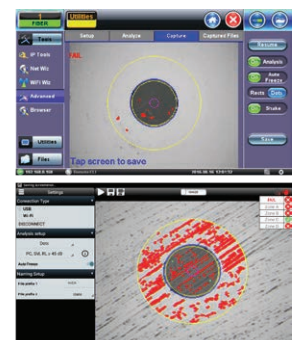 1
FIBER
Utilities
Tools
Setup
Analyze
Capture
Captured Files
FAIL
Resume
IP Tools
Analysis
Net Wiz
Auto
Freeze
WiFi Wiz
Rects
Dots
Advanced
Shake
Browser
Utilities
Files
Save
Tap screen to save
Settings
Connection Type
USB
Wi-Fi
DISCONNECT
Analysis setup
Dots
Auto Freeze
Naming Setup
File prefix 1
File prefix 2
FAIL
Zone A
Zone B
Zone C
Zone D